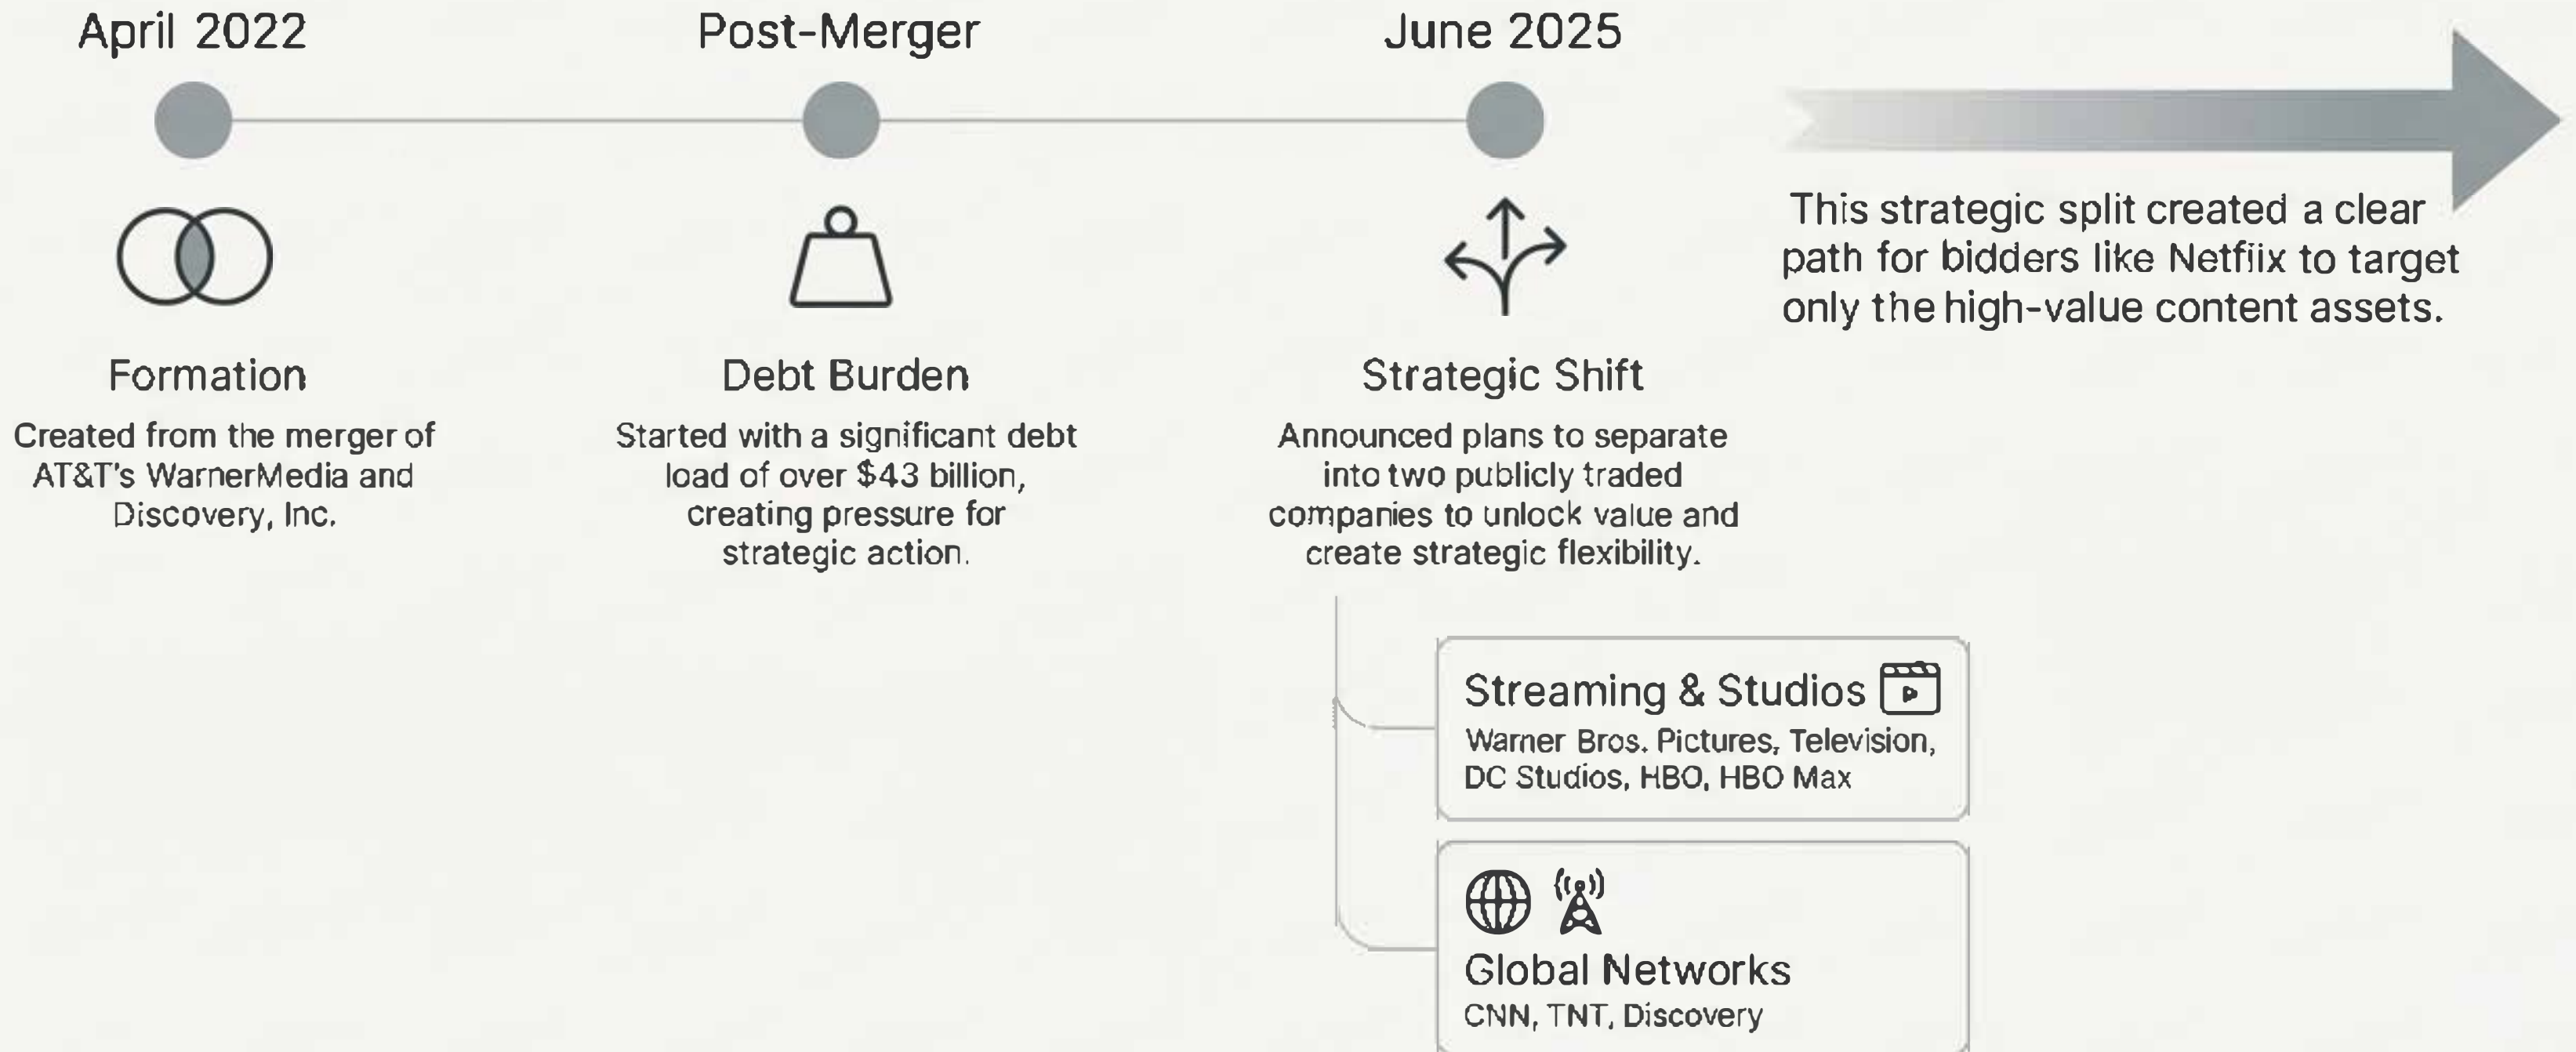 April 2022
Formation
Created from the merger of
AT&T's WarnerMedia and
Discovery, Inc.
Post-Merger
Debt Burden
Started with a significant debt
load of over $43 billion,
creating pressure for
strategic action.
June 2025
Strategic Shift
Announced plans to separate
into two publicly traded
companies to unlock value and
create strategic flexibility.
Streaming & Studios
Warner Bros. Pictures, Television,
DC Studios, HBO, HBO Max
Global Networks
CNN, TNT, Discovery
This strategic split created a clear
path for bidders like Netflix to target
only the high-value content assets.